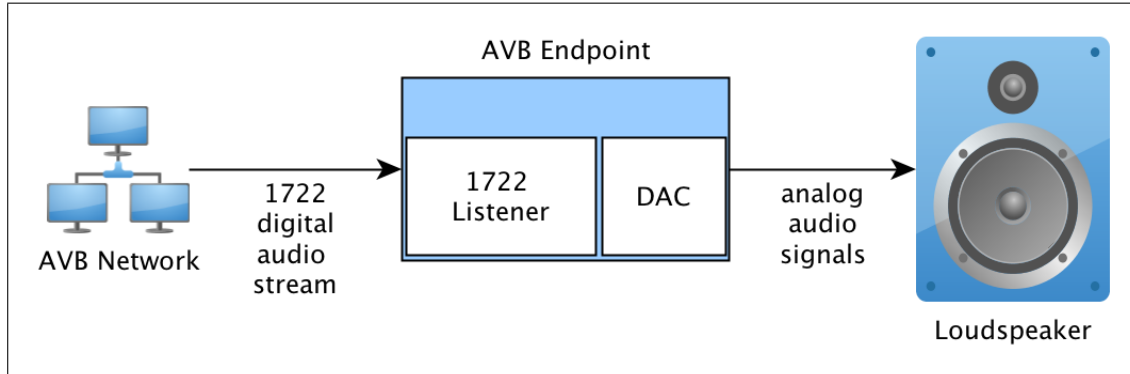 AVB Endpoint
AVB Network
1722
digital
audio
stream
1722
Listener
DAC
analog
audio
signals
Loudspeaker